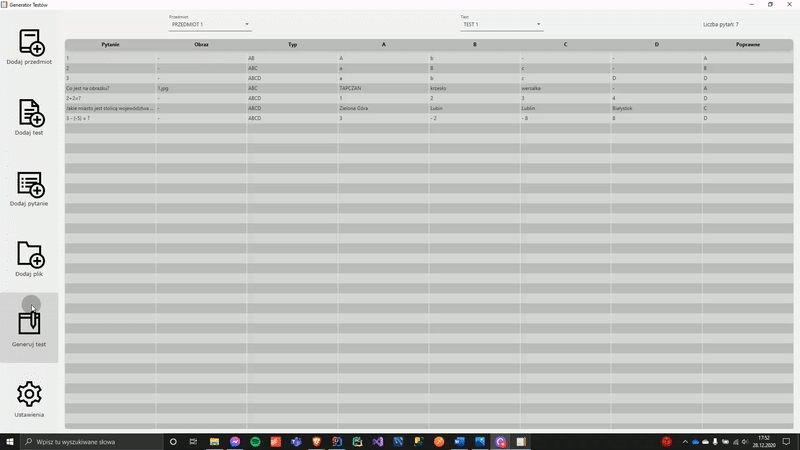 Generator Testów
Przedmiot
PRZEDMIOT 1
Test
TEST 1
Liczba pytań: 7
Dodaj przedmiot
Dodaj test
Dodaj pytanie
Dodaj plik
Generuj test
Ustawienia
Pytanie Obraz Typ A B C D Poprawne
1 - AB A b - - A
2 - ABC a B c - B
3 - ABCD a b c D D
Co jest na obrazku? 1.jpg ABC TAPCZAN krzesło wersalka - A
2+2=? - ABCD 1 2 3 4 D
Jakie miasto jest stolicą województwa ... - ABCD Zielona Góra Lubin Lublin Białystok C
3 - (-5) = ? - ABCD 3 - 2 - 8 8 D
Wpisz tu wyszukiwane słowa
17:52
28.12.2020